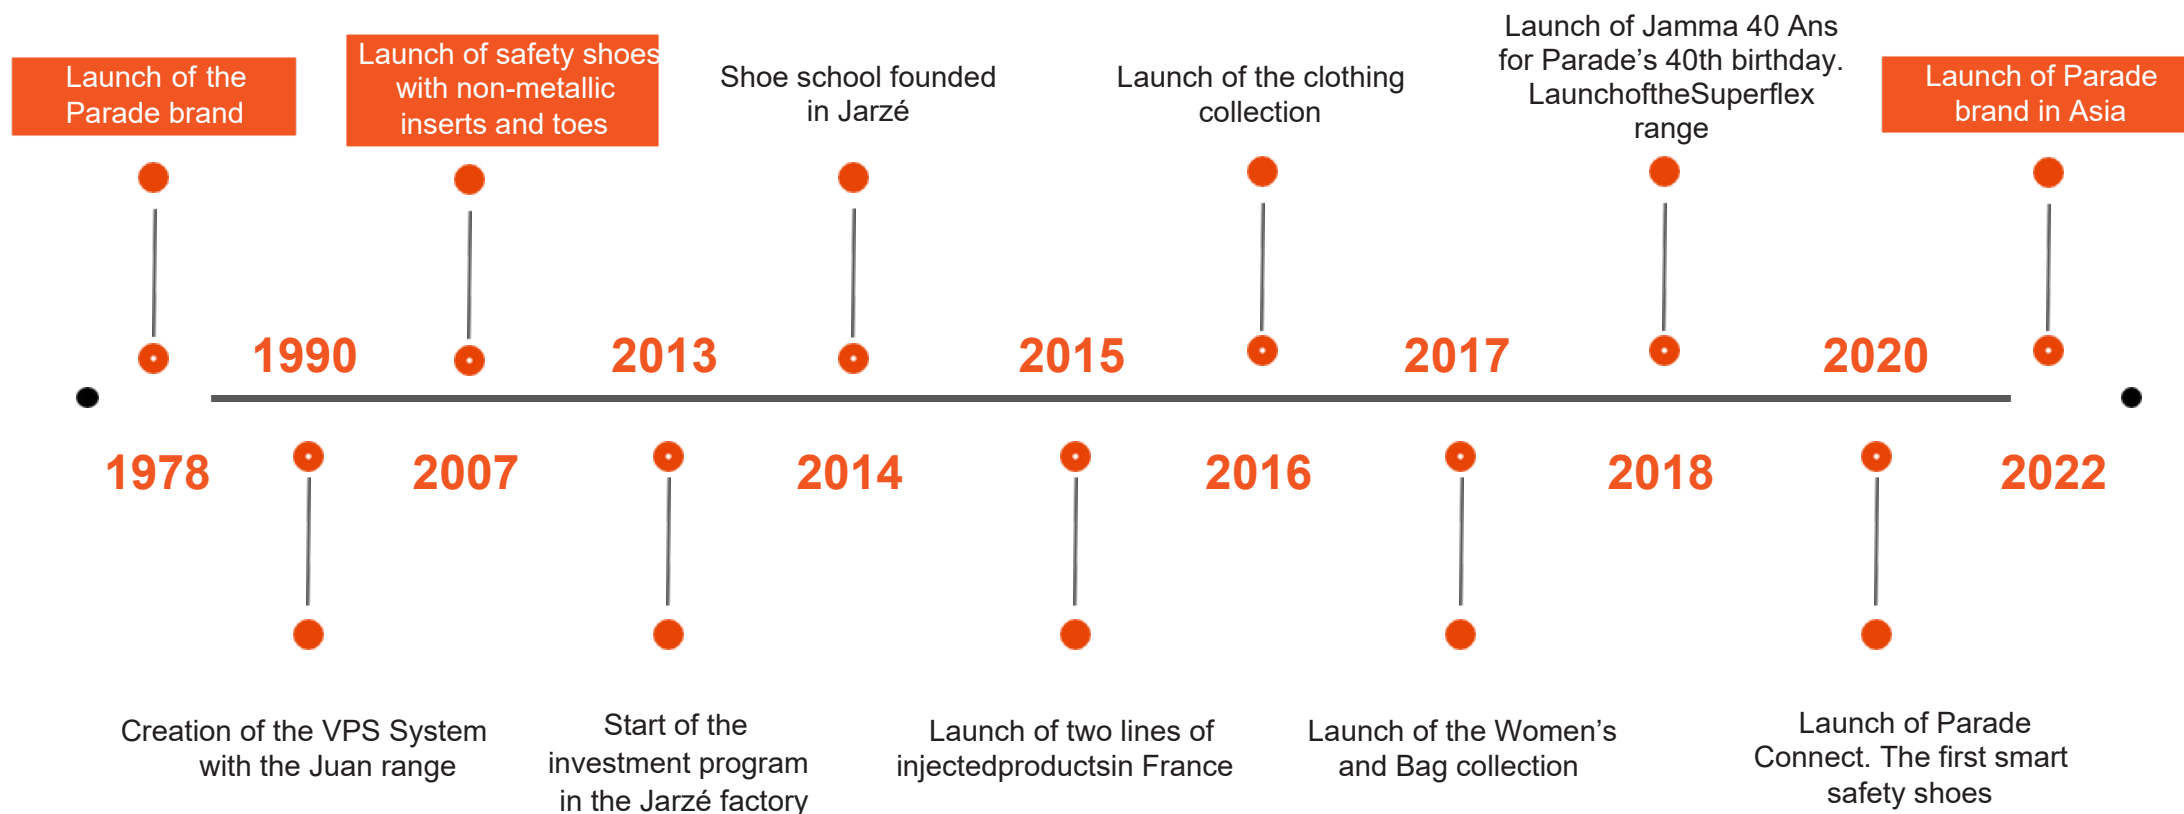 Launch of the
Parade brand
Launch of safety shoes
with non-metallic
inserts and toes
Shoe school founded
in Jarzé
Launch of the clothing
collection
Launch of Jamma 40 Ans
for Parade’s 40th birthday.
LaunchoftheSuperflex
range
Launch of Parade
brand in Asia
1990
2013
2015
2017
2020
1978
2007
2014
2016
2018
2022
Creation of the VPS System
with the Juan range
Start of the
investment program
in the Jarzé factory
Launch of two lines of
injectedproductsin France
Launch of the Women’s
and Bag collection
Launch of Parade
Connect. The first smart
safety shoes